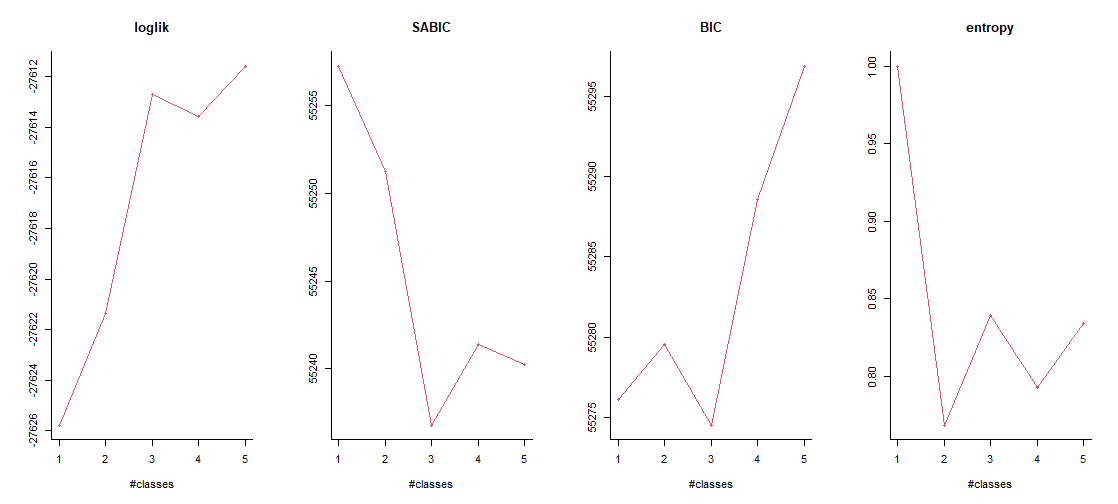 loglik
-27612
-27614
-27616
-27618
-27620
-27622
-27624
-27626
1 2 3 4 5
#classes
SABIC
55255
55250
55245
55240
1 2 3 4 5
#classes
BIC
55295
55290
55285
55280
55275
1 2 3 4 5
#classes
entropy
1.00
0.95
0.90
0.85
0.80
1 2 3 4 5
#classes